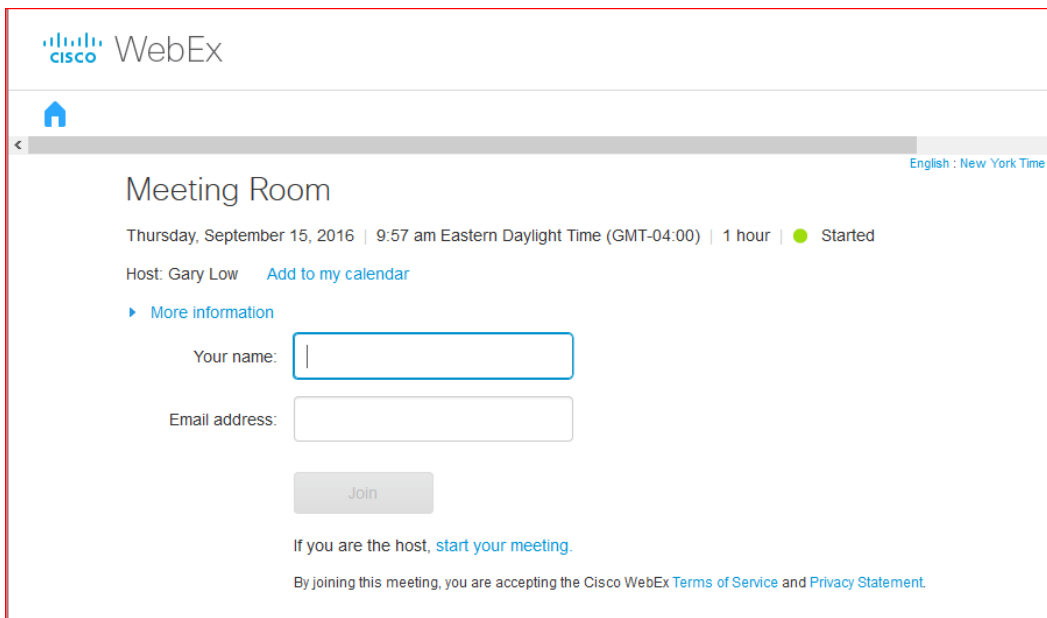 CISCO WebEx
English : New York Time
Meeting Room
Thursday, September 15, 2016 | 9:57 am Eastern Daylight Time (GMT-04:00) | 1 hour | Started
Host: Gary Low Add to my calendar
More information
Your name:
Email address:
Join
If you are the host, start your meeting.
By joining this meeting, you are accepting the Cisco WebEx Terms of Service and Privacy Statement.